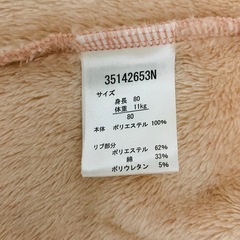 35142653N
サイズ
身長 80
体重 11kg
80
本体 ポリエステル 100%
リブ部分
ポリエステル 62%
綿 33%
ポリウレタン 5%